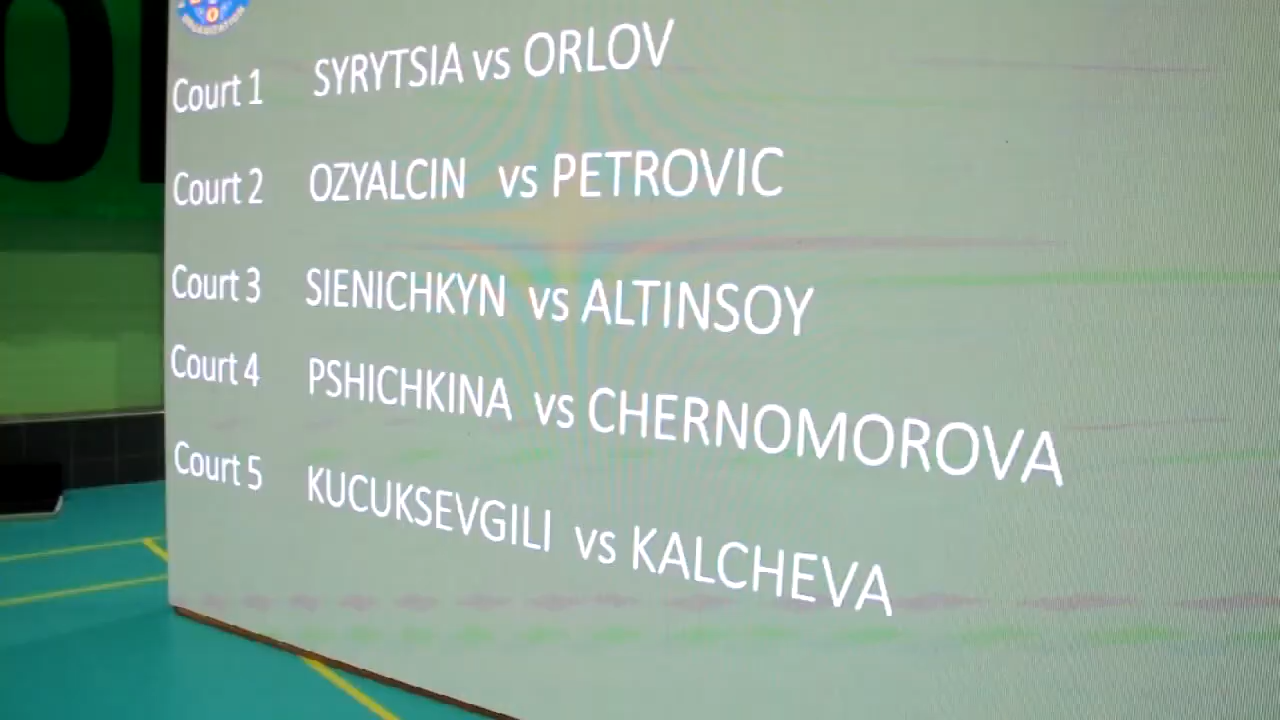 ORGANIZATION
Court 1 SYRYTSIA vs ORLOV
Court 2 OZYALCIN vs PETROVIC
Court 3 SIENICHKYN vs ALTINSOY
Court 4 PSHICHKINA vs CHERNOMOROVA
Court 5 KUCUKSEVGILI vs KALCHEVA